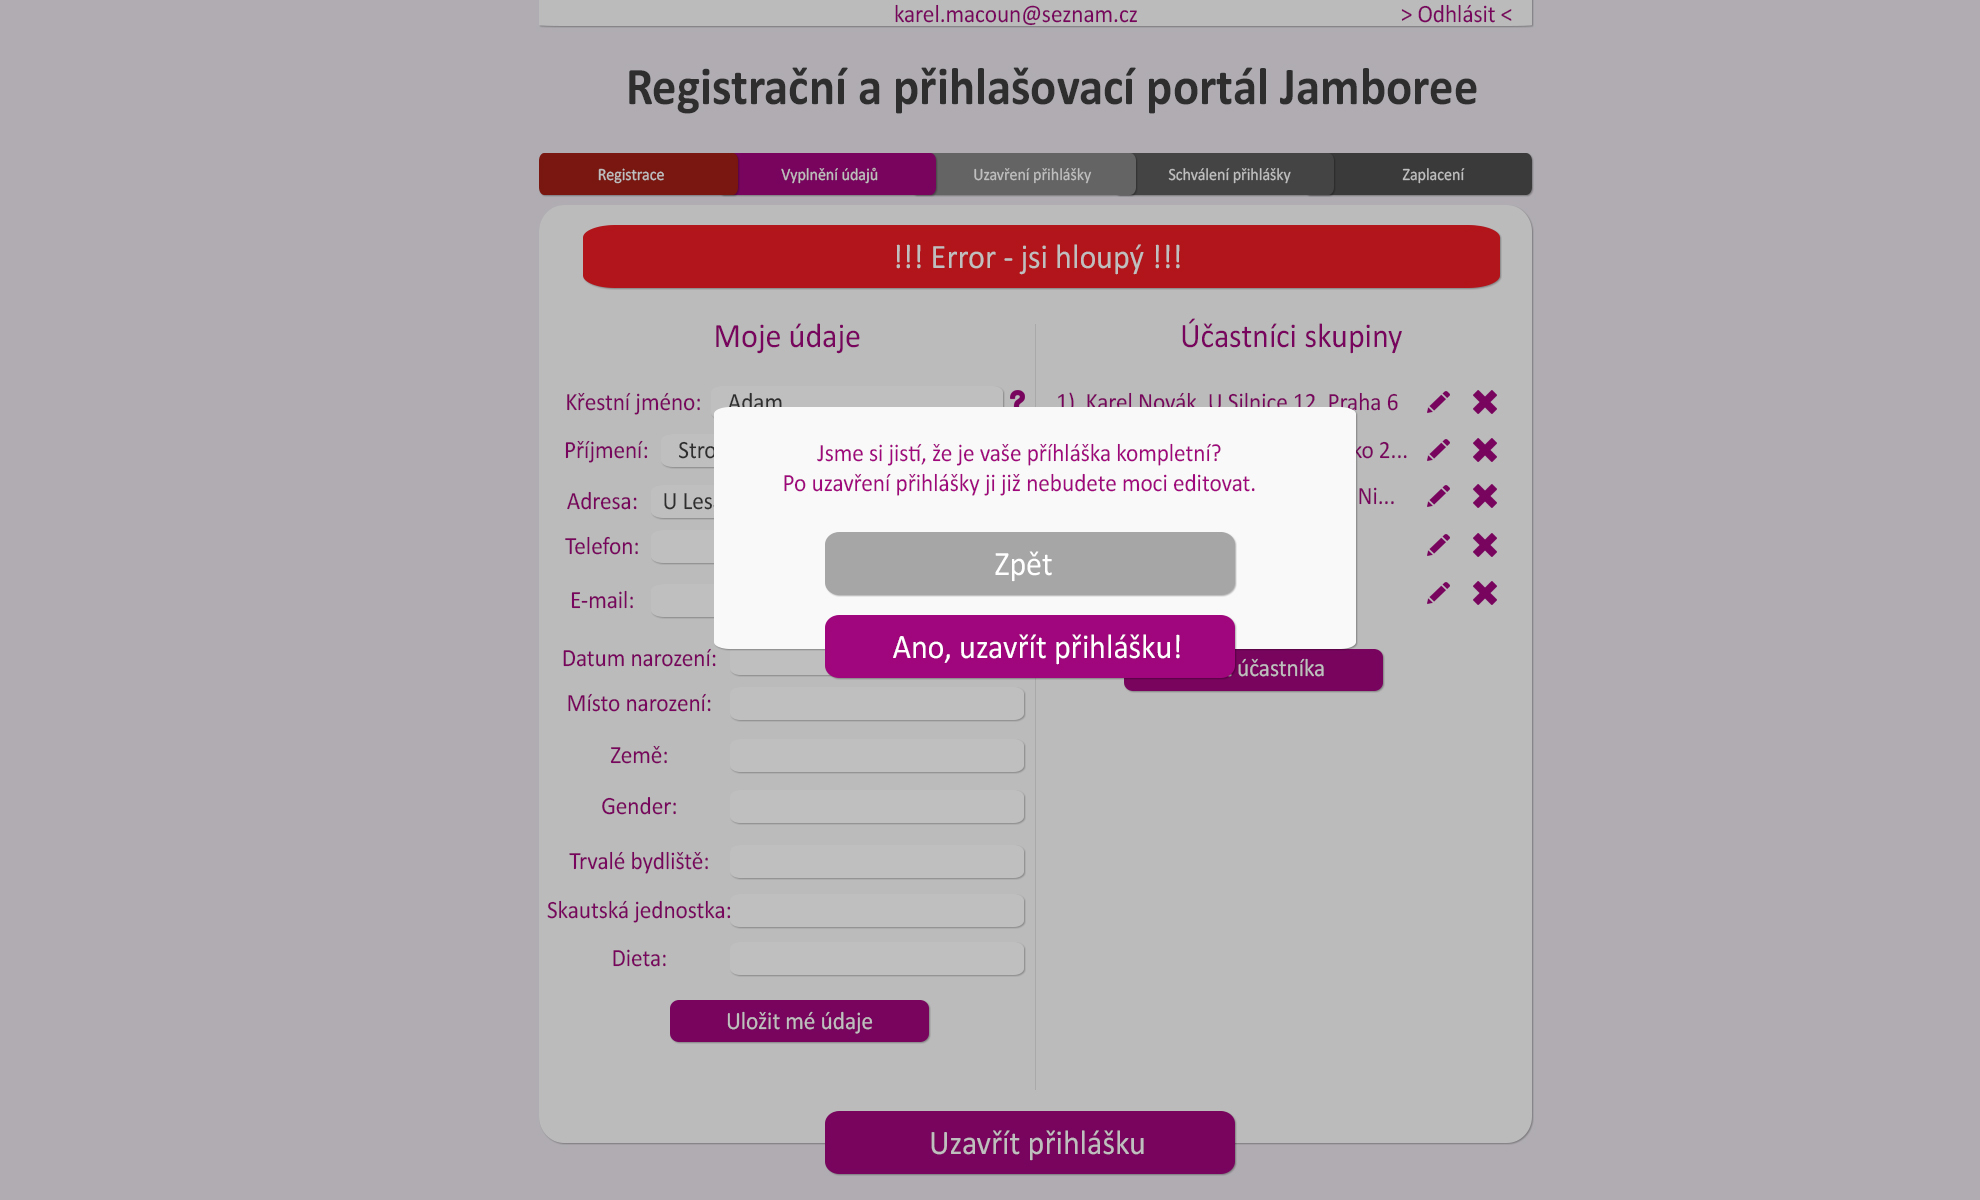 karel.macoun@seznam.cz
> Odhlásit <
Registrační a přihlašovací portál Jamboree
Registrace
Vyplnění údajů
Uzavření přihlášky
Schválení přihlášky
Zaplacení
!!! Error - jsi hloupý !!!
Moje údaje
Křestní jméno: Adam ?
Příjmení: Stro
Adresa: U Les
Telefon:
E-mail:
Datum narození:
Místo narození:
Země:
Gender:
Trvalé bydliště:
Skautská jednostka:
Dieta:
Uložit mé údaje
Účastníci skupiny
1) Karel Novák, U Silnice 12, Praha 6
ko 2...
Ni...
účastníka
Jsme si jistí, že je vaše příhláška kompletní?
Po uzavření přihlášky ji již nebudete moci editovat.
Zpět
Ano, uzavřít přihlášku!
Uzavřít přihlášku